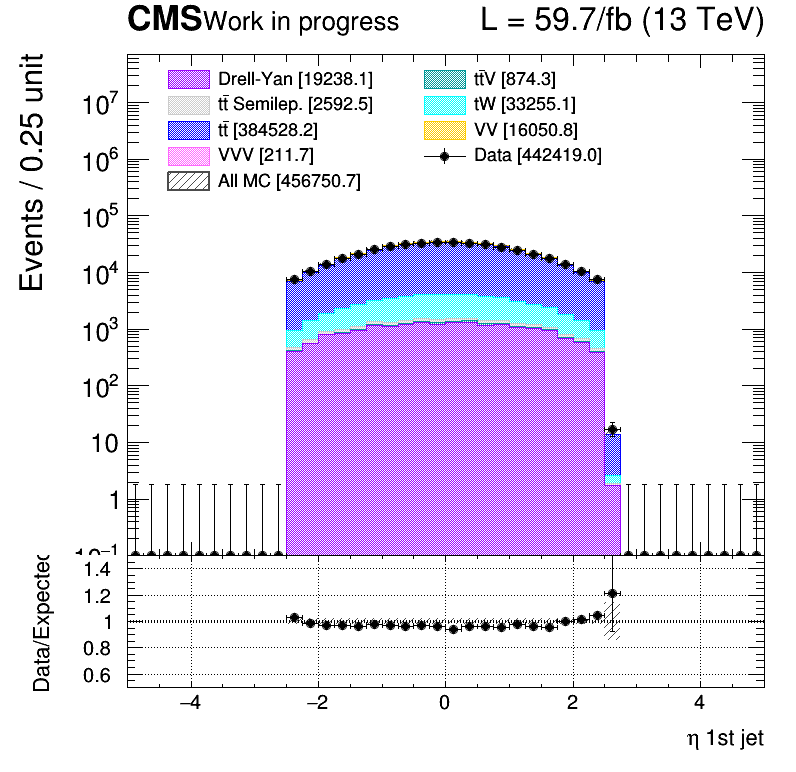 CMS Work in progress L = 59.7/fb (13 TeV)
Events / 0.25 unit
Drell-Yan [19238.1]
tt̄V [874.3]
tt̄ Semilep. [2592.5]
tW [33255.1]
tt̄ [384528.2]
VV [16050.8]
VVV [211.7]
Data [442419.0]
All MC [456750.7]
10⁷
10⁶
10⁵
10⁴
10³
10²
10
1
Data/Expected
1.4
1.2
1
0.8
0.6
−4 −2 0 2 4
η 1st jet